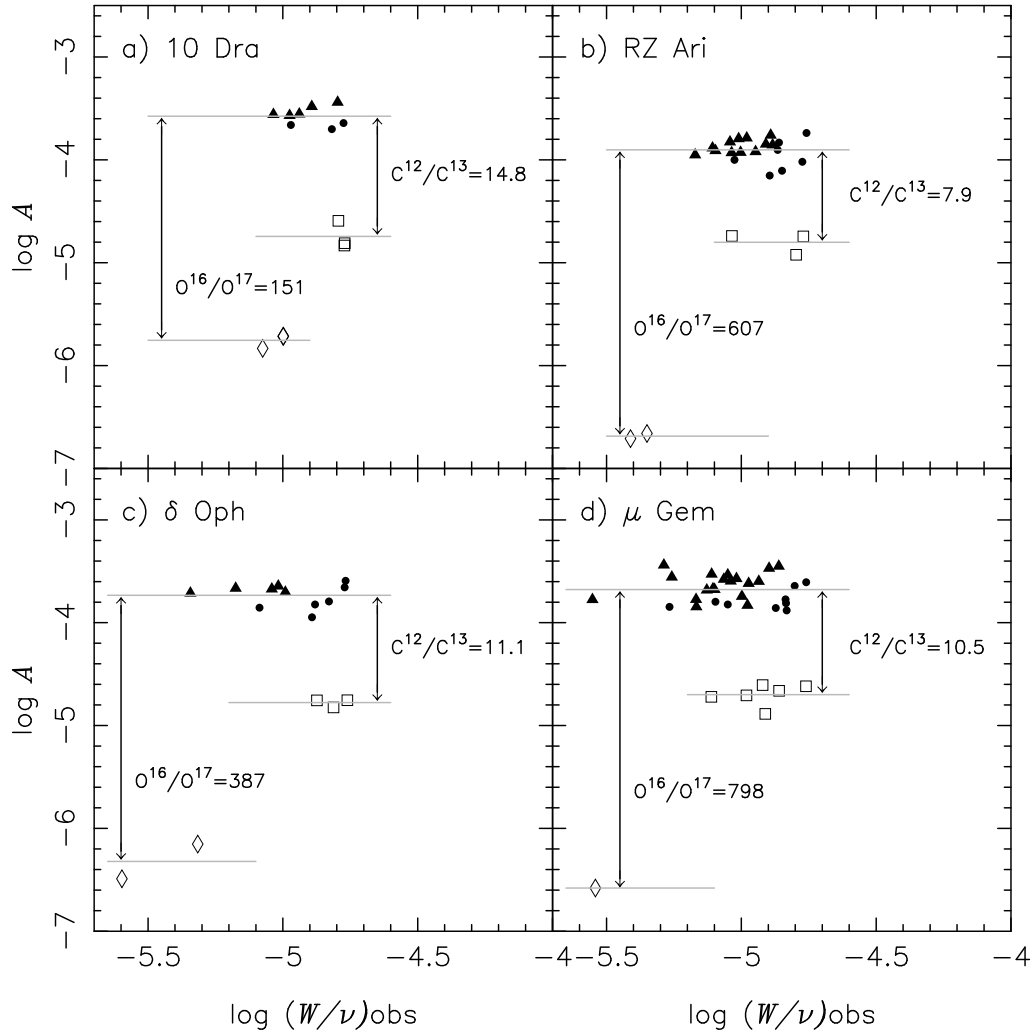 a) 10 Dra
b) RZ Ari
−3
−4
−5
−6
−7
log A
C¹²/C¹³=14.8
O¹⁶/O¹⁷=151
C¹²/C¹³=7.9
O¹⁶/O¹⁷=607
c) δ Oph
d) μ Gem
−3
−4
−5
−6
−7
log A
C¹²/C¹³=11.1
O¹⁶/O¹⁷=387
C¹²/C¹³=10.5
O¹⁶/O¹⁷=798
−5.5 −5 −4.5 −4 −5.5 −5 −4.5 −4
log (W/ν)obs
log (W/ν)obs